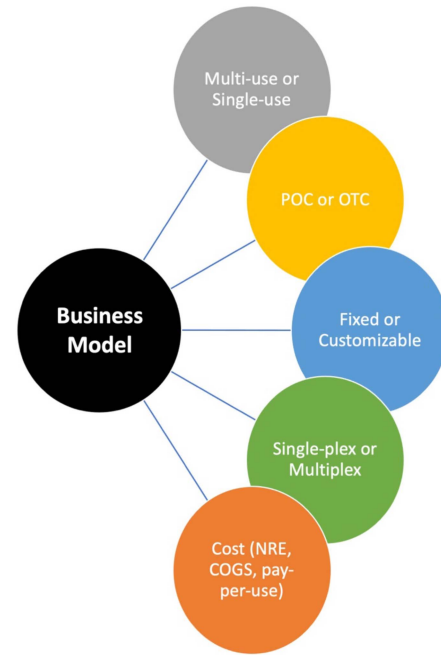 Multi-use or
Single-use
POC or OTC
Business
Model
Fixed or
Customizable
Single-plex or
Multiplex
Cost (NRE,
COGS, pay-
per-use)